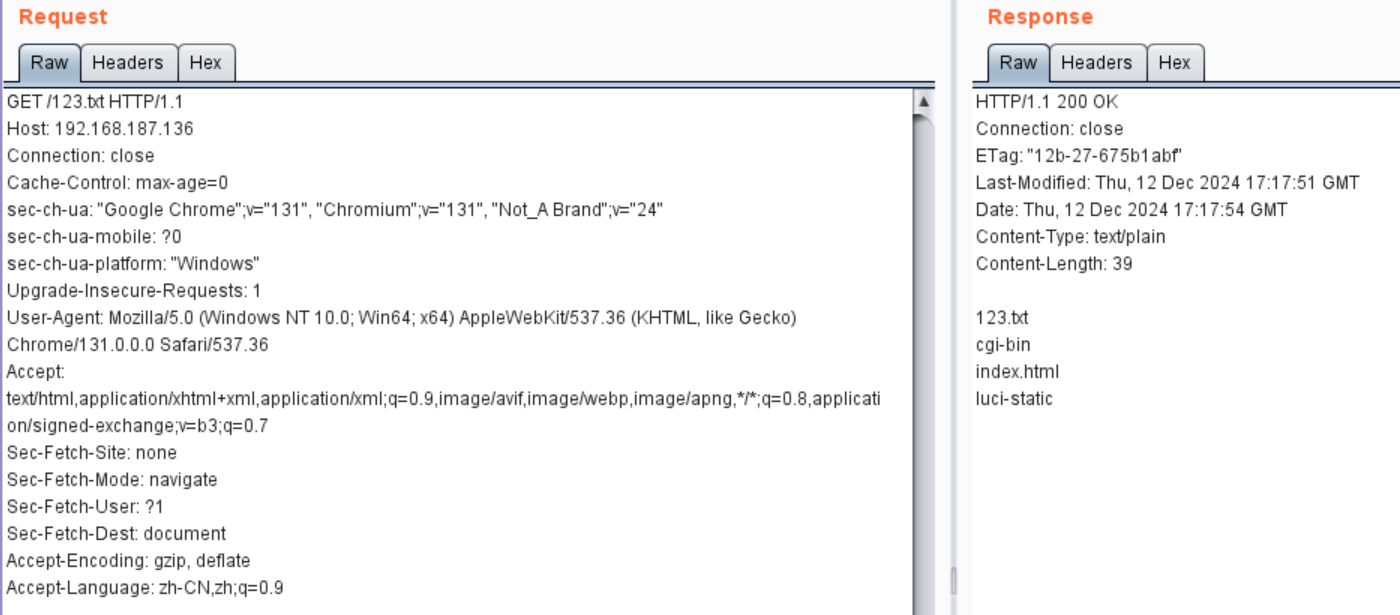 Request
Raw Headers Hex
GET /123.txt HTTP/1.1
Host: 192.168.187.136
Connection: close
Cache-Control: max-age=0
sec-ch-ua: "Google Chrome";v="131", "Chromium";v="131", "Not_A Brand";v="24"
sec-ch-ua-mobile: ?0
sec-ch-ua-platform: "Windows"
Upgrade-Insecure-Requests: 1
User-Agent: Mozilla/5.0 (Windows NT 10.0; Win64; x64) AppleWebKit/537.36 (KHTML, like Gecko)
Chrome/131.0.0.0 Safari/537.36
Accept:
text/html,application/xhtml+xml,application/xml;q=0.9,image/avif,image/webp,image/apng,*/*;q=0.8,applicati
on/signed-exchange;v=b3;q=0.7
Sec-Fetch-Site: none
Sec-Fetch-Mode: navigate
Sec-Fetch-User: ?1
Sec-Fetch-Dest: document
Accept-Encoding: gzip, deflate
Accept-Language: zh-CN,zh;q=0.9
Response
Raw Headers Hex
HTTP/1.1 200 OK
Connection: close
ETag: "12b-27-675b1abf"
Last-Modified: Thu, 12 Dec 2024 17:17:51 GMT
Date: Thu, 12 Dec 2024 17:17:54 GMT
Content-Type: text/plain
Content-Length: 39

123.txt
cgi-bin
index.html
luci-static